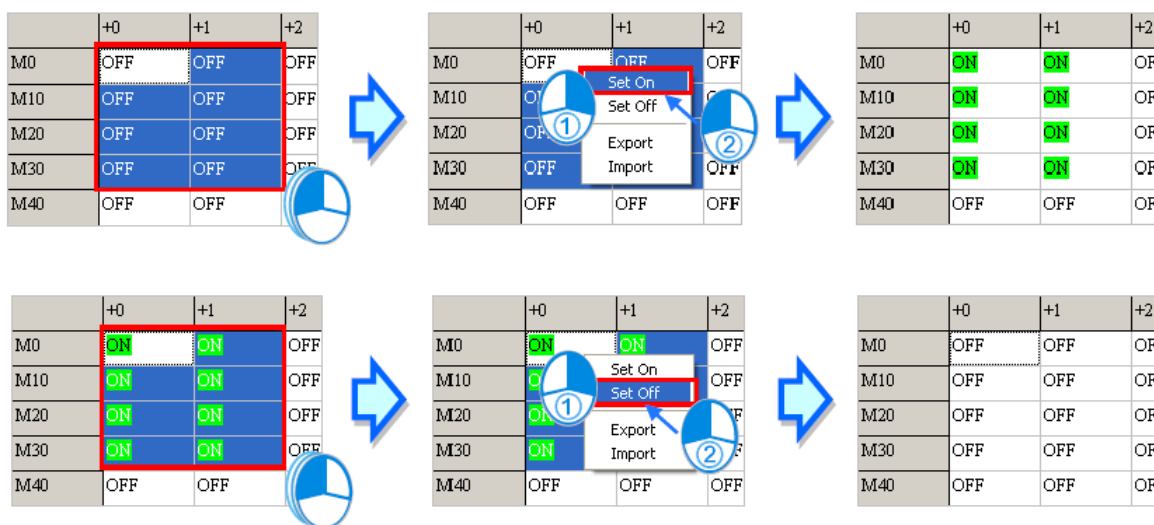 +0 +1 +2
M0 OFF OFF OFF
M10 OFF OFF OFF
M20 OFF OFF OFF
M30 OFF OFF OFF
M40 OFF OFF
+0 +1 +2
M0 OFF OFF OFF
M10
M20
M30 OFF OFF
M40 OFF OFF OFF
Set On
Set Off
Export
Import
1
2
+0 +1 +2
M0 ON ON
M10 ON ON
M20 ON ON
M30 ON ON
M40 OFF OFF
+0 +1 +2
M0 ON ON OFF
M10 ON ON OFF
M20 ON ON OFF
M30 ON ON OFF
M40 OFF OFF
+0 +1 +2
M0 ON ON OFF
M10 OFF
M20
M30 ON
M40 OFF OFF OFF
Set On
Set Off
Export
Import
1
2
+0 +1 +2
M0 OFF OFF
M10 OFF OFF
M20 OFF OFF
M30 OFF OFF
M40 OFF OFF